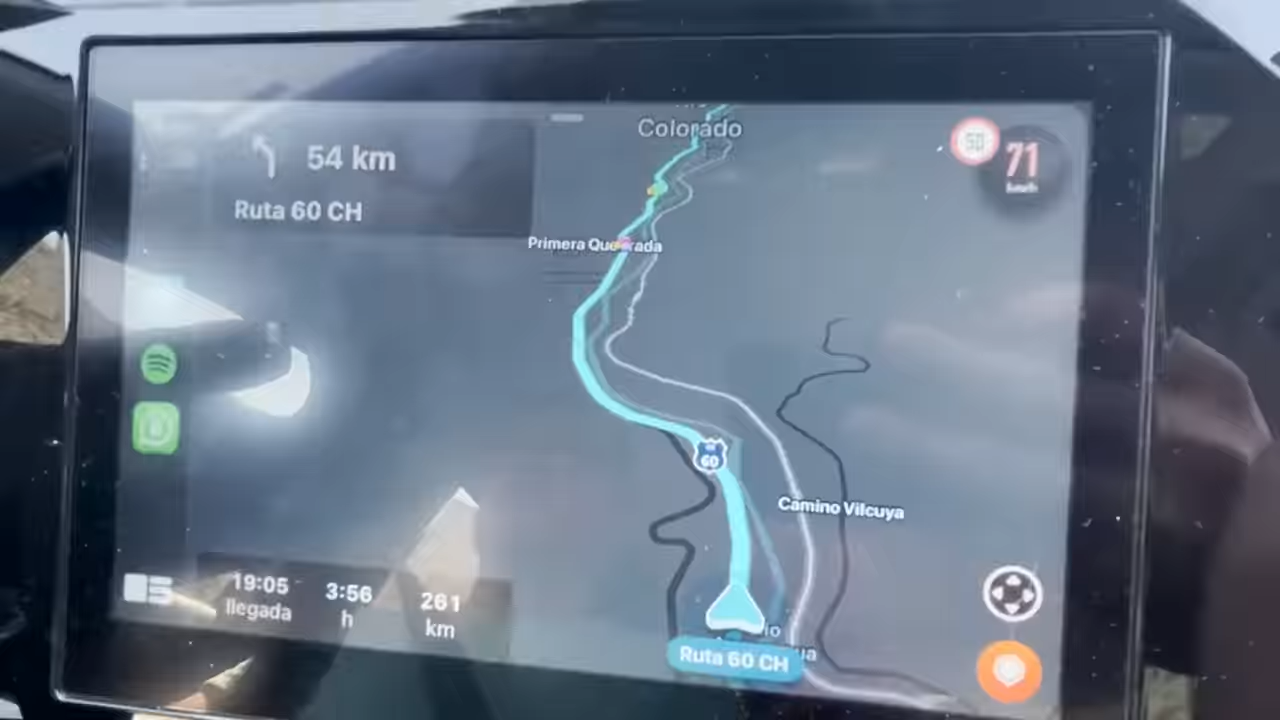 Colorado
54 km
Ruta 60 CH
50
71
km/h
Primera Quebrada
60
Camino Vilcuya
19:05
llegada
3:56
h
261
km
Ruta 60 CH